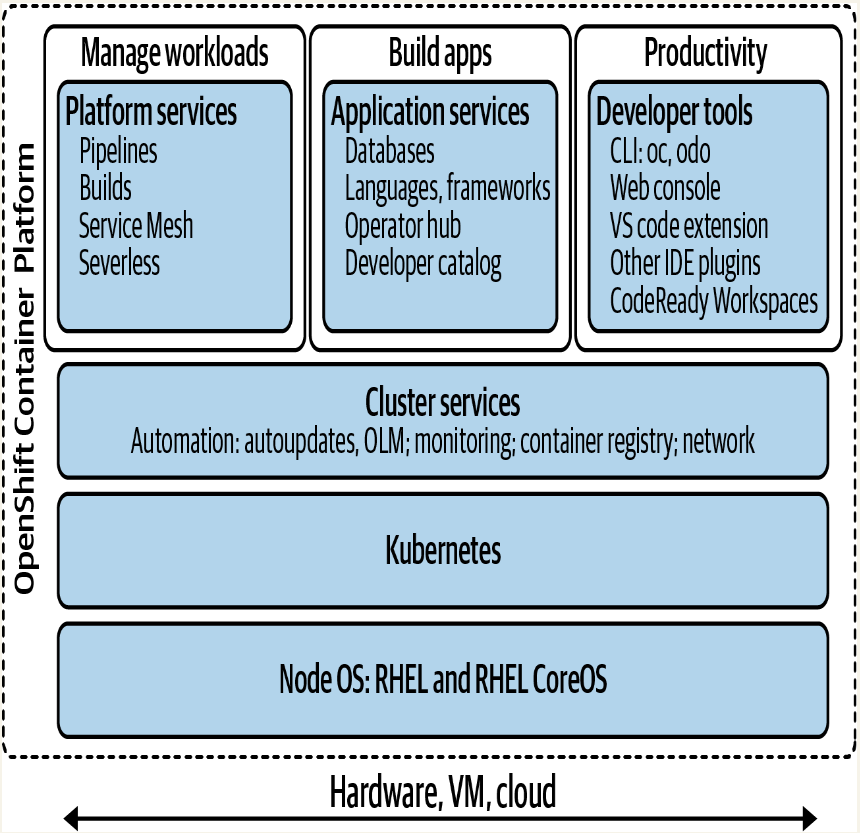 OpenShift Container Platform
Manage workloads
Platform services
Pipelines
Builds
Service Mesh
Severless
Build apps
Application services
Databases
Languages, frameworks
Operator hub
Developer catalog
Productivity
Developer tools
CLI: oc, odo
Web console
VS code extension
Other IDE plugins
CodeReady Workspaces
Cluster services
Automation: autoupdates, OLM; monitoring; container registry; network
Kubernetes
Node OS: RHEL and RHEL CoreOS
Hardware, VM, cloud